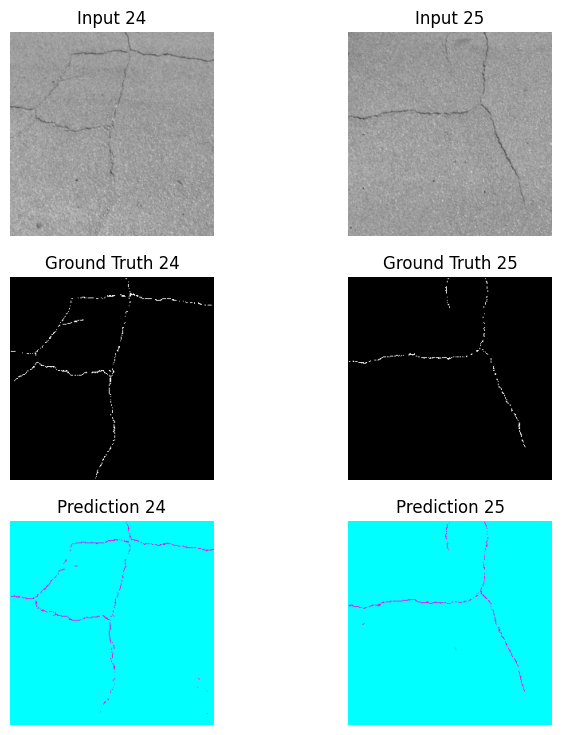 Input 24
Input 25
Ground Truth 24
Ground Truth 25
Prediction 24
Prediction 25